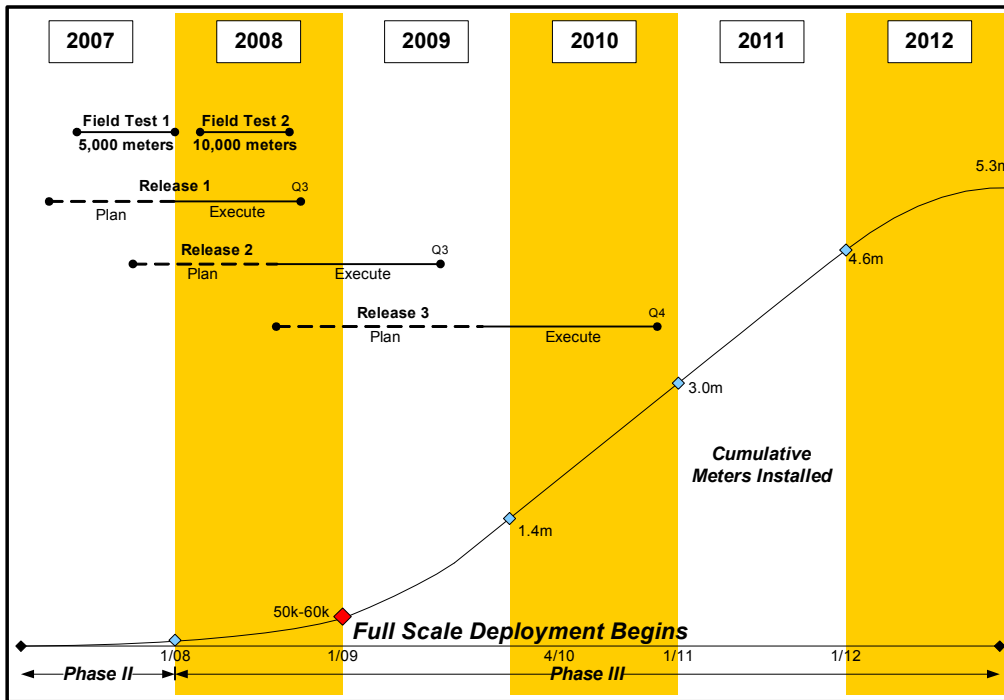 2007
2008
2009
2010
2011
2012
Field Test 1
5,000 meters
Field Test 2
10,000 meters
Release 1
Q3
Plan
Execute
Release 2
Q3
Plan
Execute
Release 3
Q4
Plan
Execute
5.3m
4.6m
3.0m
Cumulative
Meters Installed
1.4m
50k-60k
Full Scale Deployment Begins
1/08
1/09
4/10
1/11
1/12
Phase II
Phase III